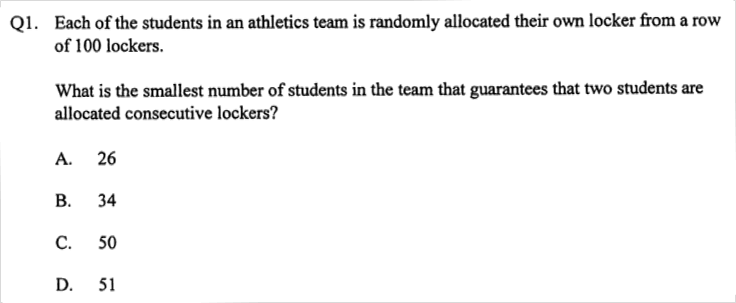 Q1. Each of the students in an athletics team is randomly allocated their own locker from a row
of 100 lockers.
What is the smallest number of students in the team that guarantees that two students are
allocated consecutive lockers?
A. 26
B. 34
C. 50
D. 51